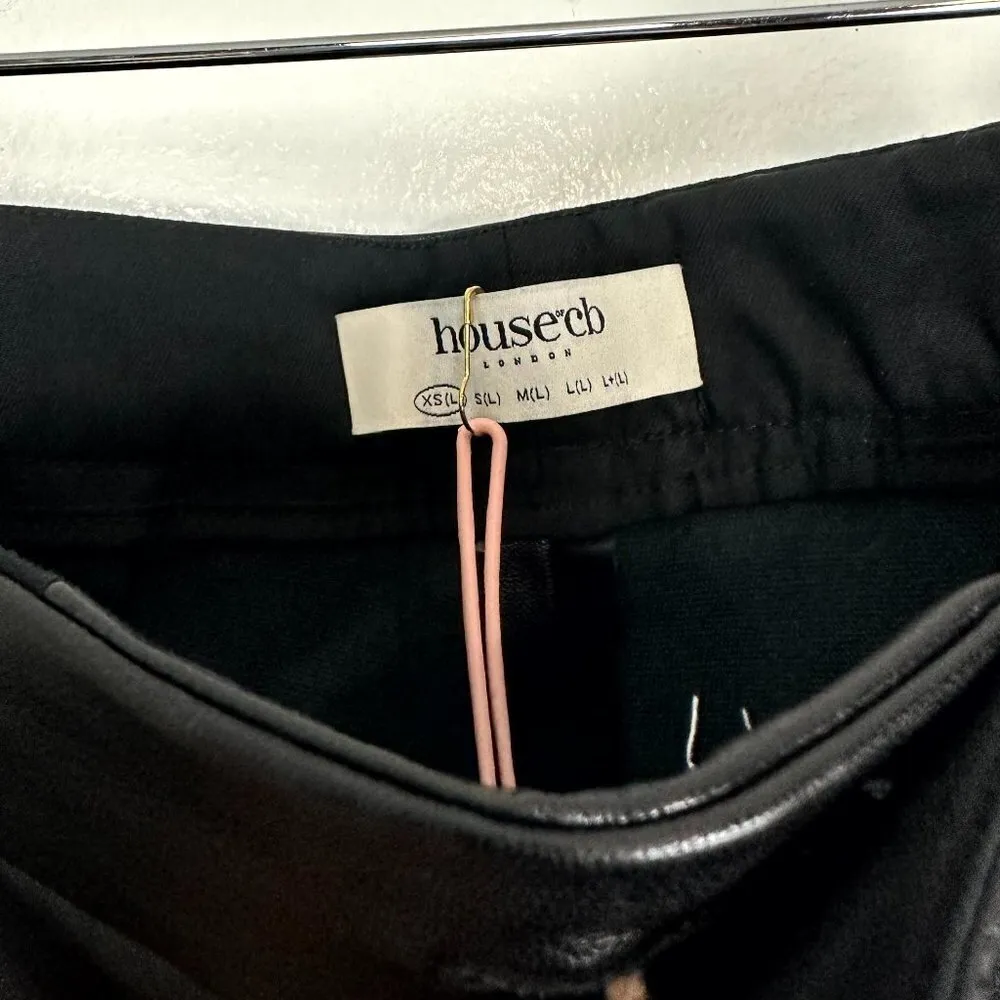 house OF cb
LONDON
XS(L) S(L) M(L) L(L) L+(L)